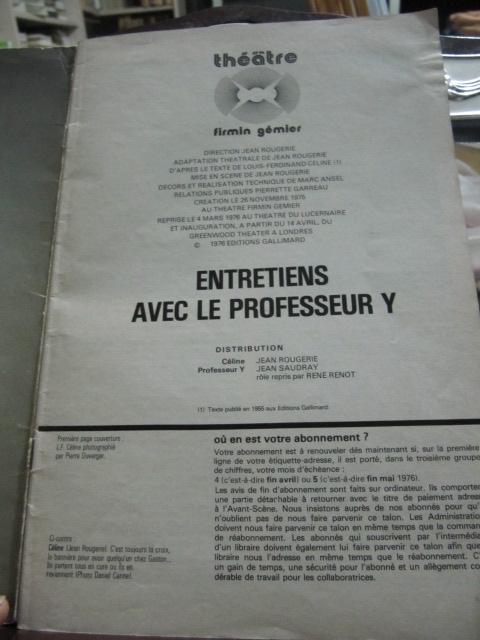 théâtre
firmin gémier
DIRECTION JEAN ROUGERIE
ADAPTATION THEATRALE DE JEAN ROUGERIE
D'APRES LE TEXTE DE LOUIS-FERDINAND CELINE (1)
MISE EN SCENE DE JEAN ROUGERIE
DECORS ET REALISATION TECHNIQUE DE MARC ANSEL
RELATIONS PUBLIQUES PIERRETTE GARREAU
CREATION LE 26 NOVEMBRE 1975
AU THEATRE FIRMIN GEMIER
REPRISE LE 4 MARS 1976 AU THEATRE DU LUCERNAIRE
ET INAUGURATION, A PARTIR DU 14 AVRIL, DU
GREENWOOD THEATER A LONDRES
© 1976 EDITIONS GALLIMARD
ENTRETIENS
AVEC LE PROFESSEUR Y
DISTRIBUTION
Céline JEAN ROUGERIE
Professeur Y JEAN SAUDRAY
rôle repris par RENE RENOT
(1) Texte publié en 1955 aux Editions Gallimard.
Première page couverture :
L.F. Céline photographié
par Pierre Duverger.
Ci-contre :
Céline (Jean Rougerie). C'est toujours la croix,
la bannière pour avoir quelqu'un chez Gaston...
Ils partent tous en cure ou ils en
reviennent (Photo Daniel Cannel).
où en est votre abonnement ?
Votre abonnement est à renouveler dès maintenant si, sur la première
ligne de votre étiquette-adresse, il est porté, dans le troisième groupe
de chiffres, votre mois d'échéance :
4 (c'est-à-dire fin avril) ou 5 (c'est-à-dire fin mai 1976).
Les avis de fin d'abonnement sont faits sur ordinateur. Ils comporte
une partie détachable à retourner avec le titre de paiement adres
à l'Avant-Scène. Nous insistons auprès de nos abonnés pour qu'
n'oublient pas de nous faire parvenir ce talon. Les Administratio
doivent nous faire parvenir ce talon en même temps que la comman
de réabonnement. Les abonnés qui souscrivent par l'intermédia
d'un libraire doivent également lui faire parvenir ce talon afin que
libraire nous l'adresse en même temps que le réabonnement. C'
un gain de temps, une sécurité pour l'abonné et un allègement co
dérable de travail pour les collaboratrices.